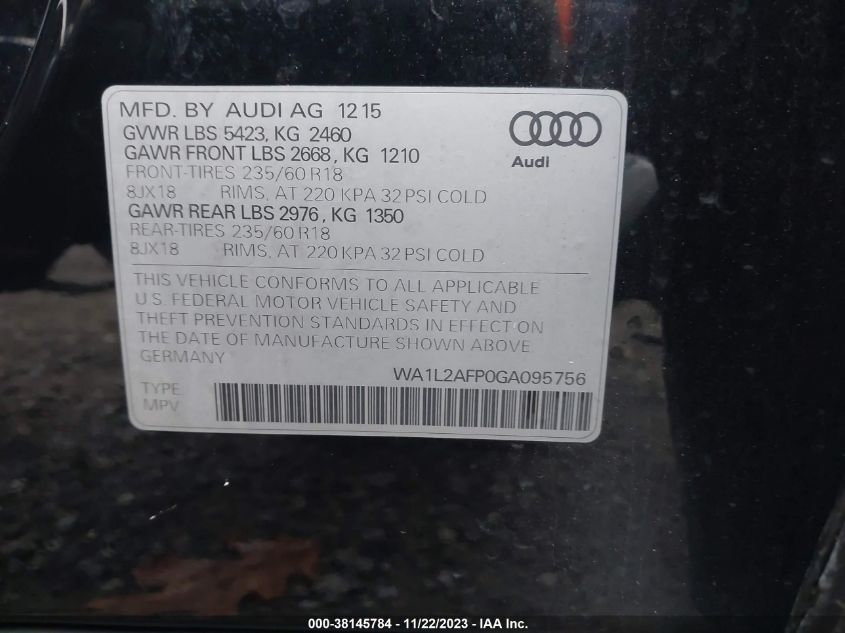 MFD. BY AUDI AG 1215
GVWR LBS 5423, KG 2460
GAWR FRONT LBS 2668, KG 1210
FRONT-TIRES 235/60 R18
8JX18 RIMS, AT 220 KPA 32 PSI COLD
GAWR REAR LBS 2976, KG 1350
REAR-TIRES 235/60 R18
8JX18 RIMS, AT 220 KPA 32 PSI COLD
Audi
THIS VEHICLE CONFORMS TO ALL APPLICABLE
U.S. FEDERAL MOTOR VEHICLE SAFETY AND
THEFT PREVENTION STANDARDS IN EFFECT ON
THE DATE OF MANUFACTURE SHOWN ABOVE.
GERMANY
WA1L2AFP0GA095756
TYPE
MPV
000-38145784 - 11/22/2023 - IAA Inc.